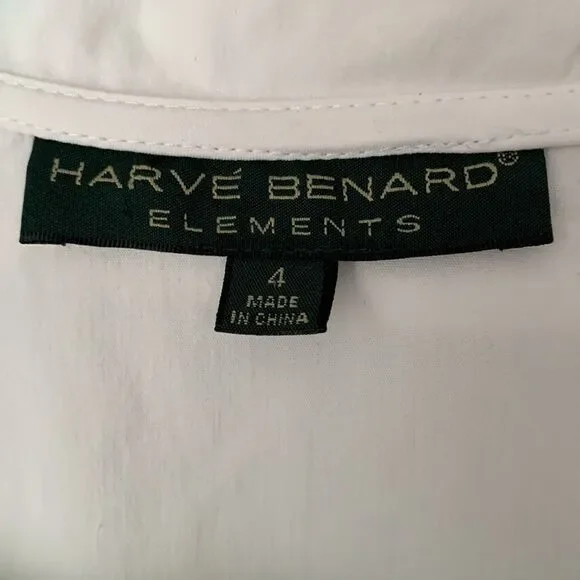 HARVÉ BENARD®
ELEMENTS
4
MADE
IN CHINA